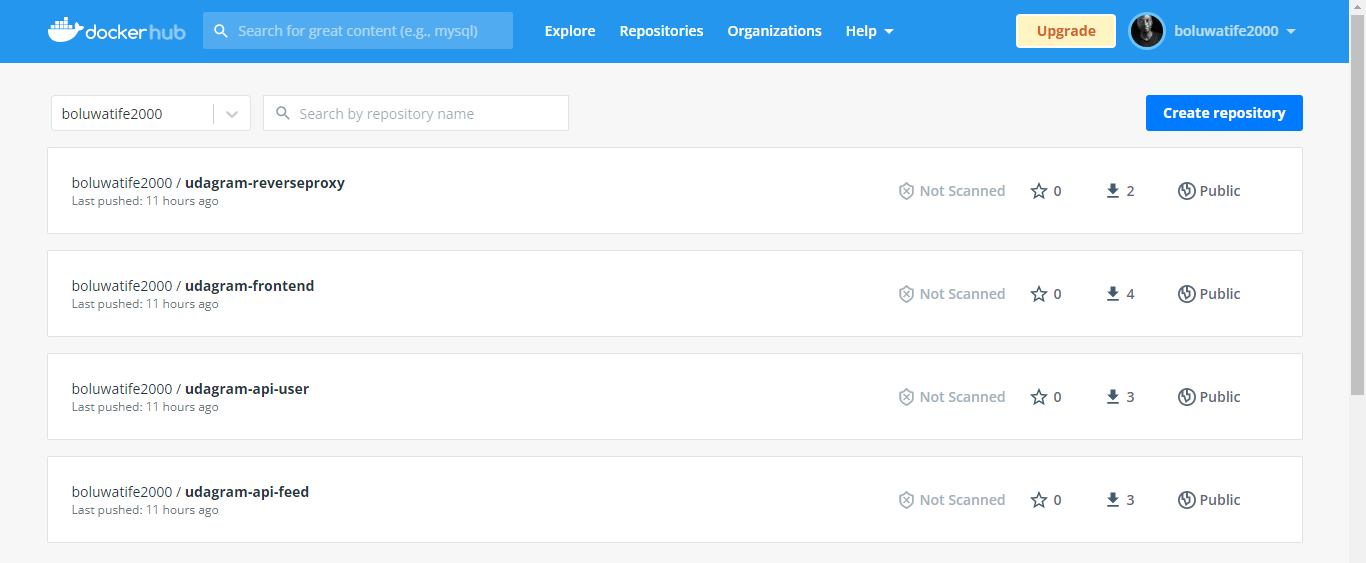 dockerhub Search for great content (e.g., mysql) Explore Repositories Organizations Help Upgrade boluwatife2000
boluwatife2000 Search by repository name Create repository
boluwatife2000 / udagram-reverseproxy
Last pushed: 11 hours ago
Not Scanned 0 2 Public
boluwatife2000 / udagram-frontend
Last pushed: 11 hours ago
Not Scanned 0 4 Public
boluwatife2000 / udagram-api-user
Last pushed: 11 hours ago
Not Scanned 0 3 Public
boluwatife2000 / udagram-api-feed
Last pushed: 11 hours ago
Not Scanned 0 3 Public